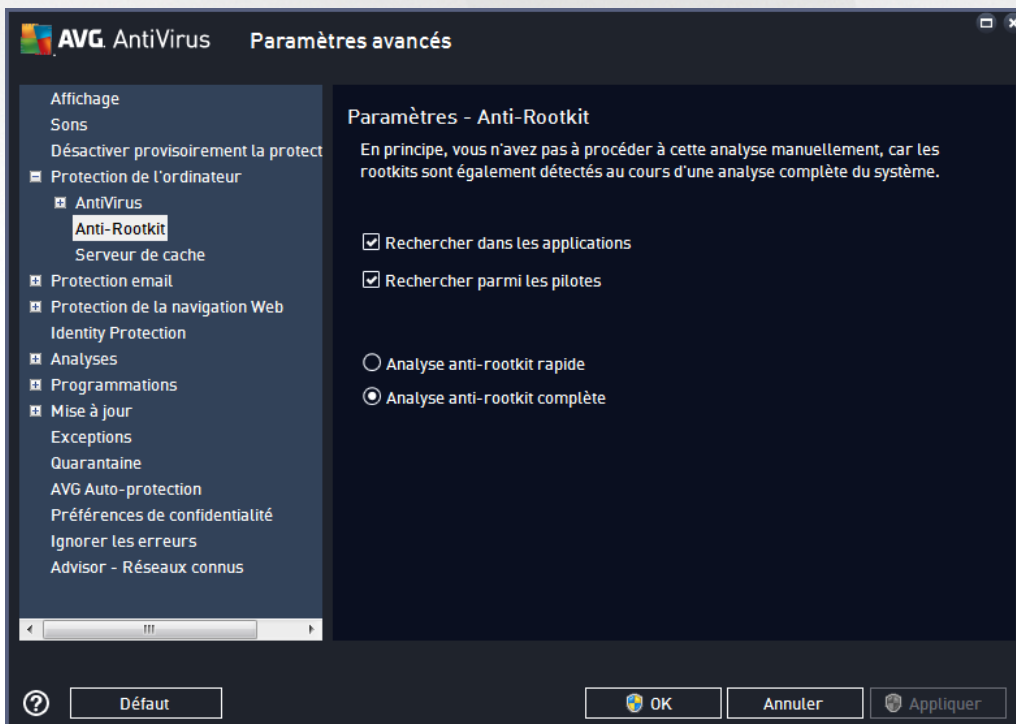 AVG. AntiVirus Paramètres avancés
Affichage
Sons
Désactiver provisoirement la protect
Protection de l'ordinateur
AntiVirus
Anti-Rootkit
Serveur de cache
Protection email
Protection de la navigation Web
Identity Protection
Analyses
Programmations
Mise à jour
Exceptions
Quarantaine
AVG Auto-protection
Préférences de confidentialité
Ignorer les erreurs
Advisor - Réseaux connus
Paramètres - Anti-Rootkit
En principe, vous n'avez pas à procéder à cette analyse manuellement, car les
rootkits sont également détectés au cours d'une analyse complète du système.
Rechercher dans les applications
Rechercher parmi les pilotes
Analyse anti-rootkit rapide
Analyse anti-rootkit complète
? Défaut OK Annuler Appliquer